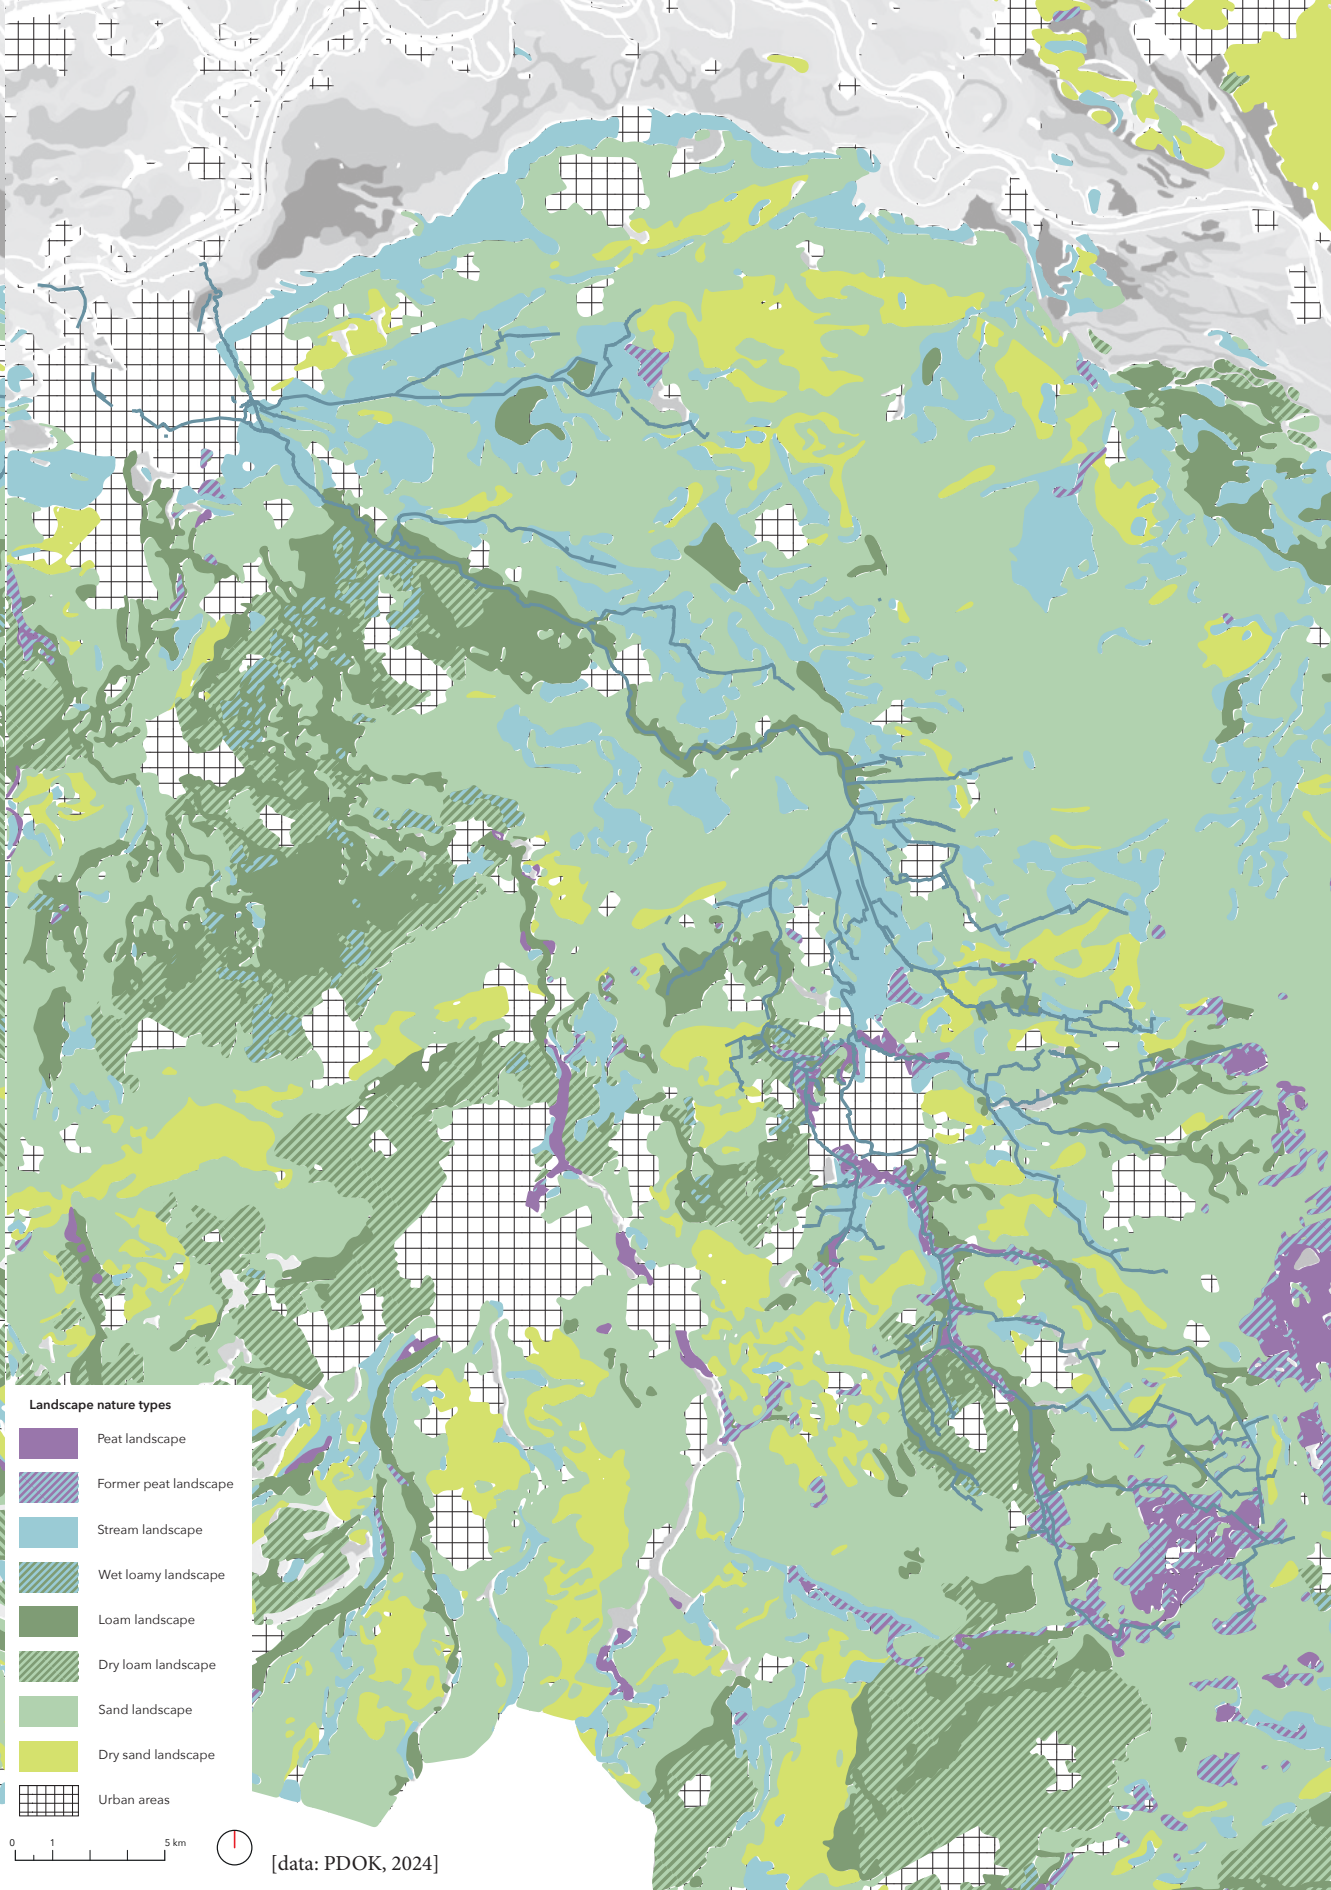 Landscape nature types
Peat landscape
Former peat landscape
Stream landscape
Wet loamy landscape
Loam landscape
Dry loam landscape
Sand landscape
Dry sand landscape
Urban areas
0 1 5 km
[data: PDOK, 2024]